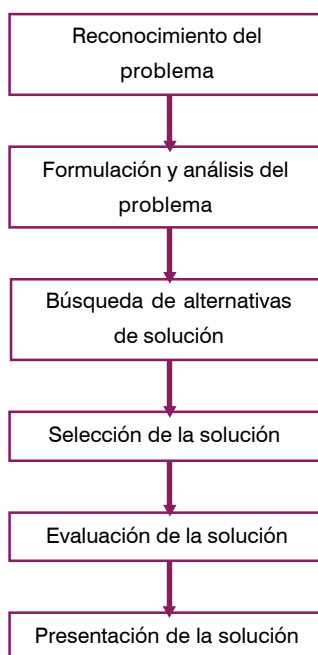 Reconocimiento del
problema
Formulación y análisis del
problema
Búsqueda de alternativas
de solución
Selección de la solución
Evaluación de la solución
Presentación de la solución